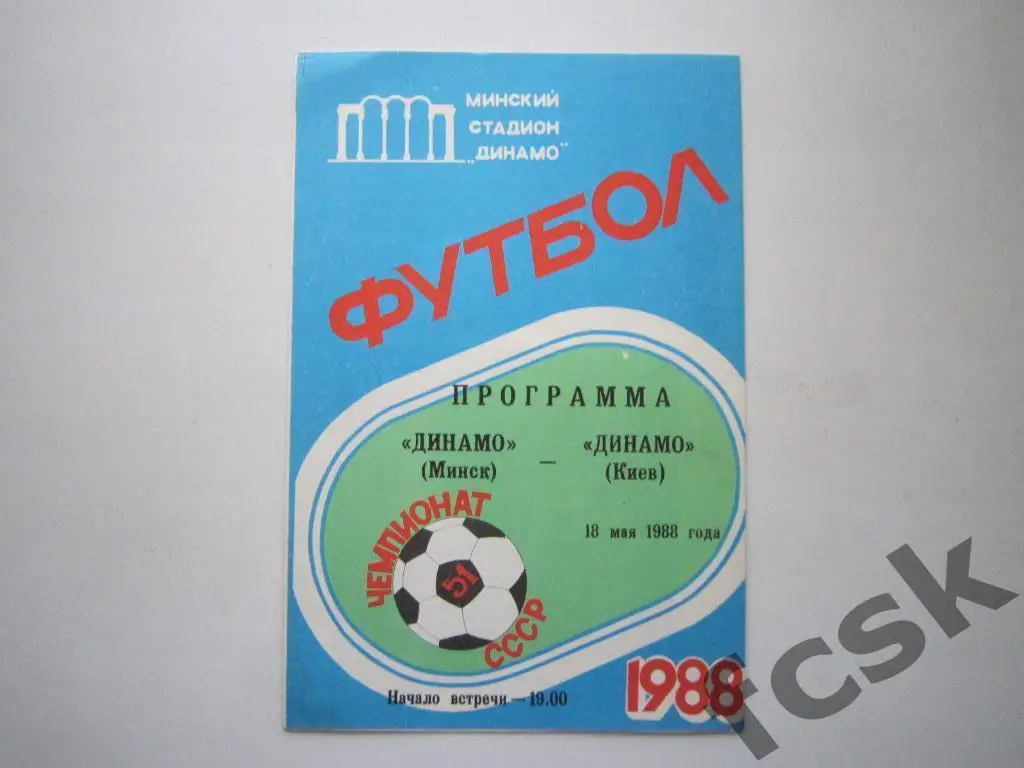 МИНСКИЙ
СТАДИОН
„ДИНАМО“
ФУТБОЛ
ПРОГРАММА
«ДИНАМО» — «ДИНАМО»
(Минск) (Киев)
18 мая 1988 года
ЧЕМПИОНАТ
51
СССР
Начало встречи — 19.00
1988
fcsk